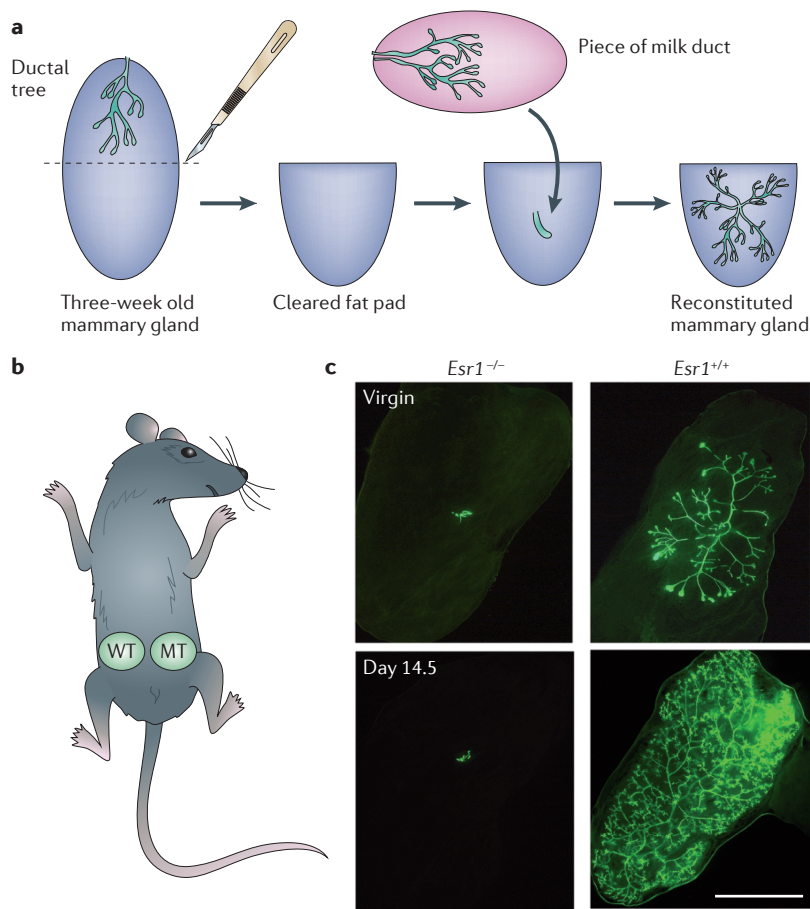 a
Ductal
tree
Piece of milk duct
Three-week old
mammary gland
Cleared fat pad
Reconstituted
mammary gland
b
WT
MT
c
Esr1–/–
Esr1+/+
Virgin
Day 14.5